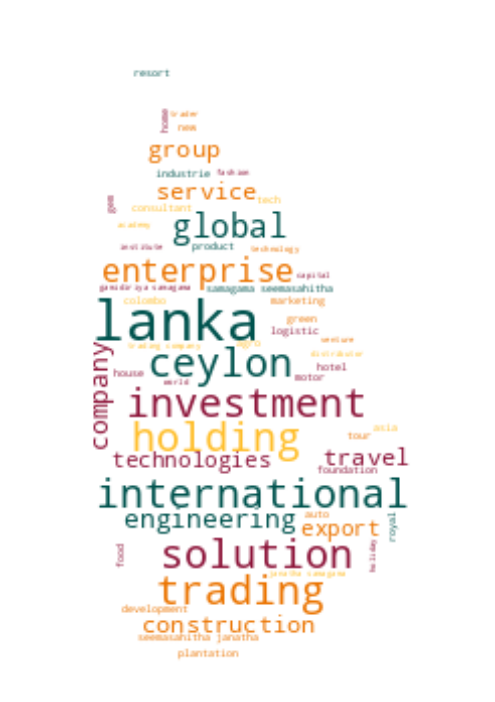 resort
home
trader
new
group
industrie
fashion
service
tech
gem
consultant
academy
global
institute
product
technology
enterprise
capital
gamidiriya samagama
samagama seemasahitha
colombo
marketing
lanka
green
logistic
venture
trading company
agro
company
ceylon
distributor
house
hotel
world
motor
investment
holding
asia
tour
technologies
travel
foundation
international
engineering
auto
export
royal
food
solution
holiday
janatha samagama
trading
development
construction
seemasahitha janatha
plantation